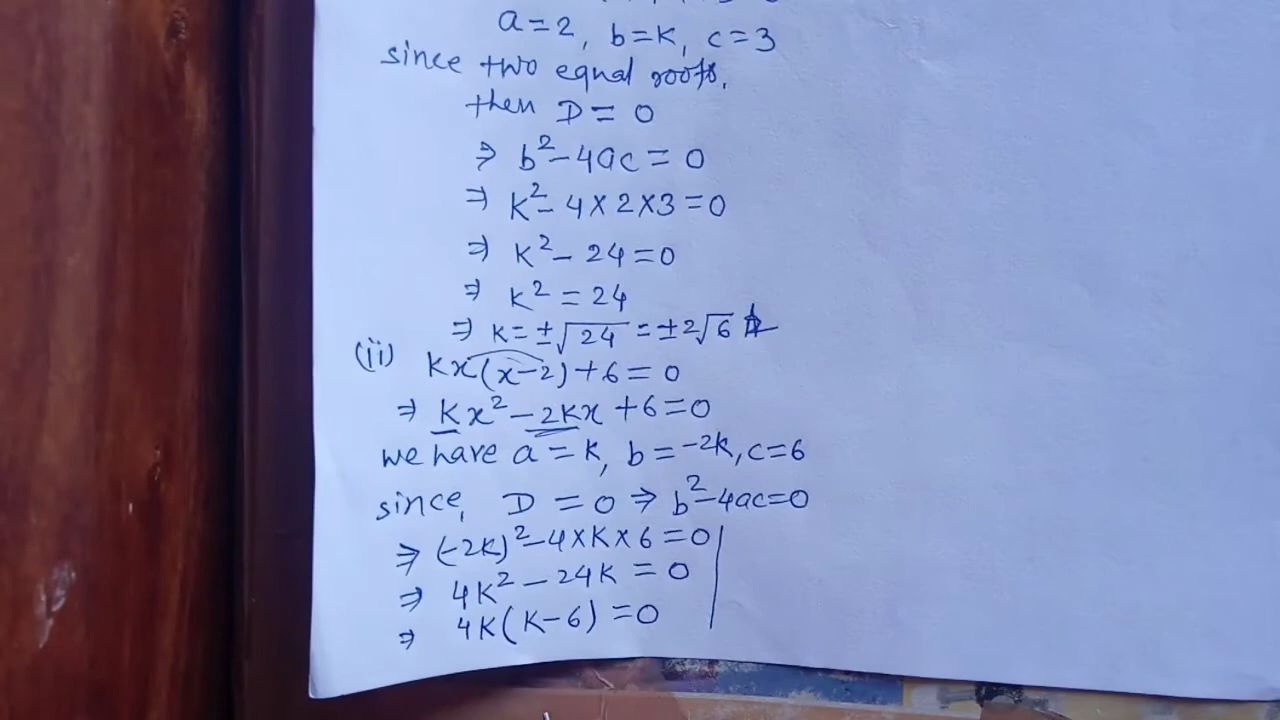 a=2, b=K, c=3
since two equal roots.
then D = 0
⇒ b²-4ac = 0
⇒ K²- 4×2×3=0
⇒ K²- 24=0
⇒ K² = 24
⇒ K=±√24 = ±2√6
(ii) Kx(x-2)+6=0
⇒ Kx²-2Kx+6=0
we have a=K, b=-2k, c=6
since, D = 0 ⇒ b²-4ac=0
⇒ (-2K)²-4×K×6=0
⇒ 4K²-24K = 0
⇒ 4K(K-6)=0